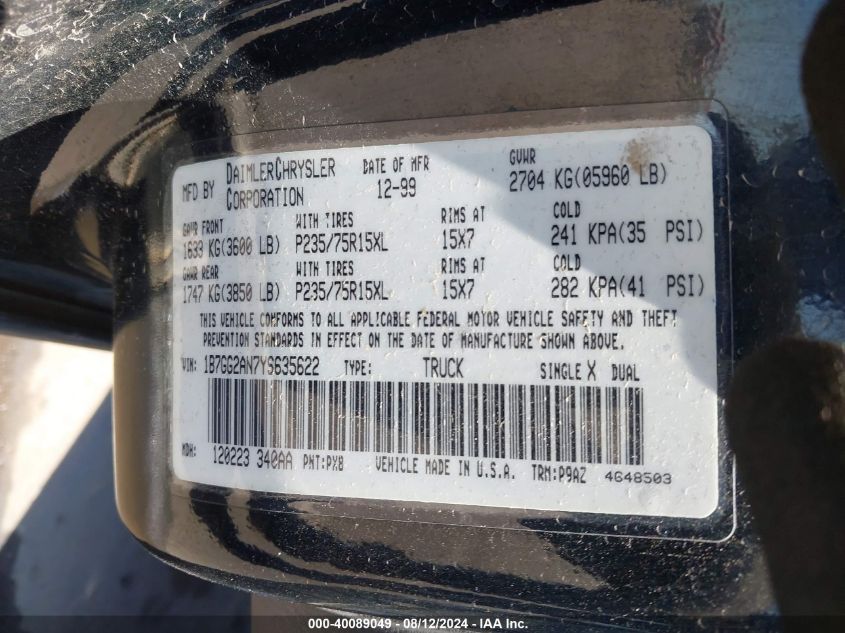 MFD BY DAIMLERCHRYSLER CORPORATION DATE OF MFR 12-99 GVWR 2704 KG(05960 LB)
GAWR FRONT WITH TIRES RIMS AT COLD
1633 KG(3600 LB) P235/75R15XL 15X7 241 KPA(35 PSI)
GAWR REAR WITH TIRES RIMS AT COLD
1747 KG(3850 LB) P235/75R15XL 15X7 282 KPA(41 PSI)
THIS VEHICLE CONFORMS TO ALL APPLICABLE FEDERAL MOTOR VEHICLE SAFETY AND THEFT
PREVENTION STANDARDS IN EFFECT ON THE DATE OF MANUFACTURE SHOWN ABOVE.
VIN: 1B7GG2AN7YS635622 TYPE: TRUCK SINGLE X DUAL
MDH: 120223 340AA PNT:PX8 VEHICLE MADE IN U.S.A. TRM:P9AZ 4648503
000-40089049 - 08/12/2024 - IAA Inc.